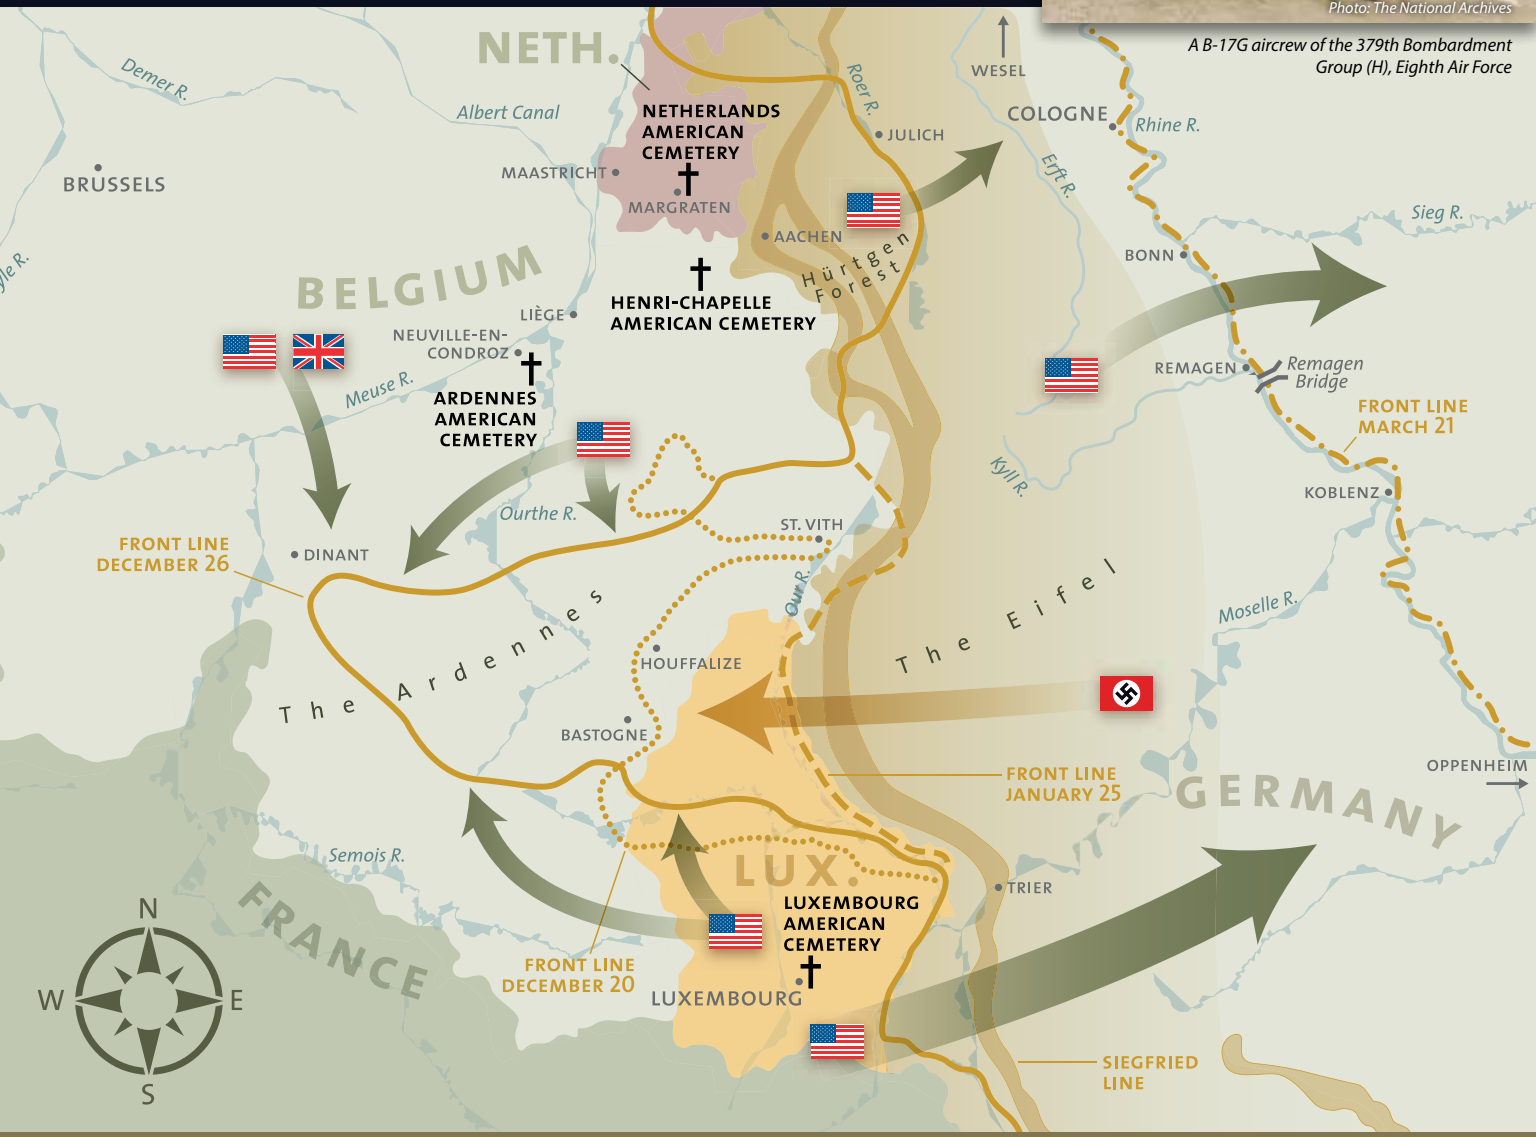 Photo: The National Archives
A B-17G aircrew of the 379th Bombardment
Group (H), Eighth Air Force
NETH.
Demer R.
Albert Canal
Roer R.
WESEL
COLOGNE
Rhine R.
NETHERLANDS
AMERICAN
CEMETERY
JULICH
Erft R.
BRUSSELS
MAASTRICHT
MARGRATEN
AACHEN
Sieg R.
BONN
Hürtgen
Forest
BELGIUM
HENRI-CHAPELLE
AMERICAN CEMETERY
LIÈGE
NEUVILLE-EN-
CONDROZ
Meuse R.
ARDENNES
AMERICAN
CEMETERY
REMAGEN
Remagen
Bridge
FRONT LINE
MARCH 21
Kyll R.
KOBLENZ
Ourthe R.
ST. VITH
FRONT LINE
DECEMBER 26
DINANT
Our R.
The Ardennes
The Eifel
Moselle R.
HOUFFALIZE
BASTOGNE
FRONT LINE
JANUARY 25
OPPENHEIM
GERMANY
Semois R.
LUX.
TRIER
FRANCE
LUXEMBOURG
AMERICAN
CEMETERY
FRONT LINE
DECEMBER 20
LUXEMBOURG
SIEGFRIED
LINE
N
W
E
S